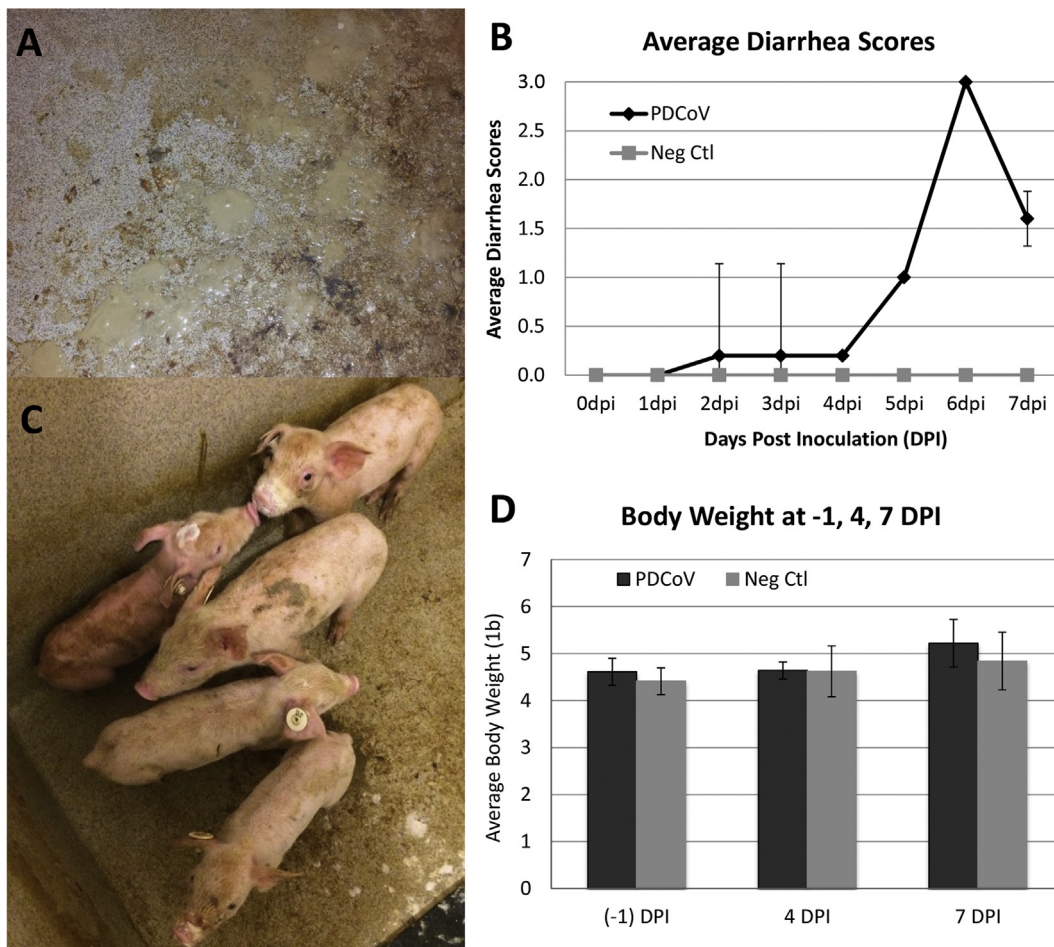 A
B
Average Diarrhea Scores
Average Diarrhea Scores
3.0
2.5
2.0
1.5
1.0
0.5
0.0
PDCoV
Neg Ctl
0dpi 1dpi 2dpi 3dpi 4dpi 5dpi 6dpi 7dpi
Days Post Inoculation (DPI)
C
D
Body Weight at -1, 4, 7 DPI
Average Body Weight (1b)
7
6
5
4
3
2
1
0
PDCoV Neg Ctl
(-1) DPI 4 DPI 7 DPI